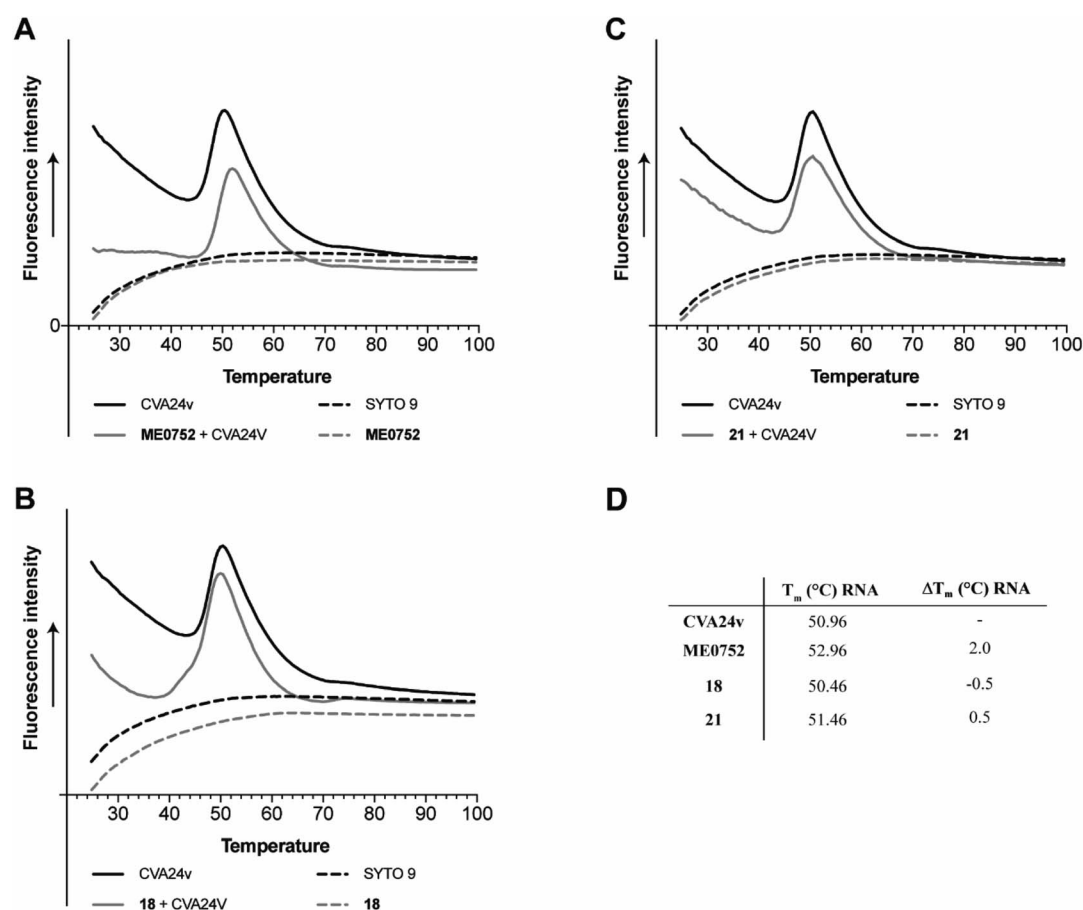 A
Fluorescence intensity
0
30 40 50 60 70 80 90 100
Temperature
CVA24v
SYTO 9
ME0752 + CVA24V
ME0752
C
Fluorescence intensity
30 40 50 60 70 80 90 100
Temperature
CVA24v
SYTO 9
21 + CVA24V
21
B
Fluorescence intensity
30 40 50 60 70 80 90 100
Temperature
CVA24v
SYTO 9
18 + CVA24V
18
D
Tm (°C) RNA ΔTm (°C) RNA
CVA24v 50.96 -
ME0752 52.96 2.0
18 50.46 -0.5
21 51.46 0.5